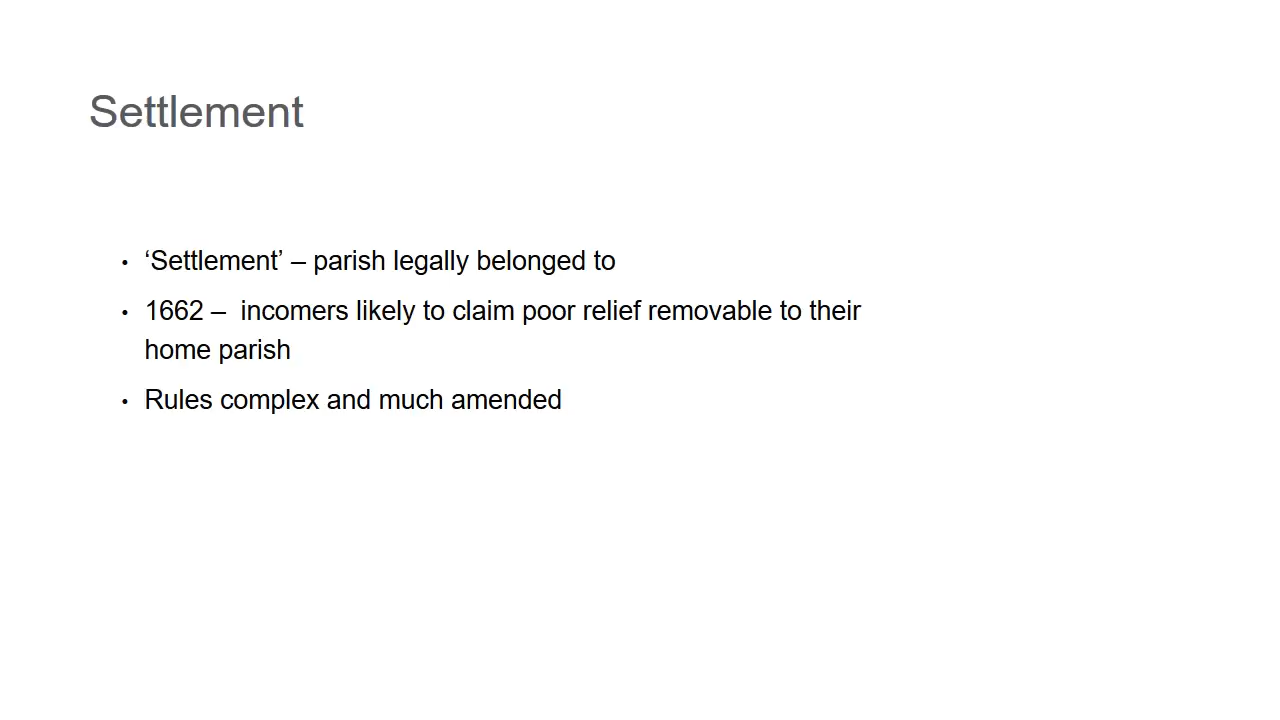 Settlement
• ‘Settlement’ – parish legally belonged to
• 1662 –  incomers likely to claim poor relief removable to their
home parish
• Rules complex and much amended